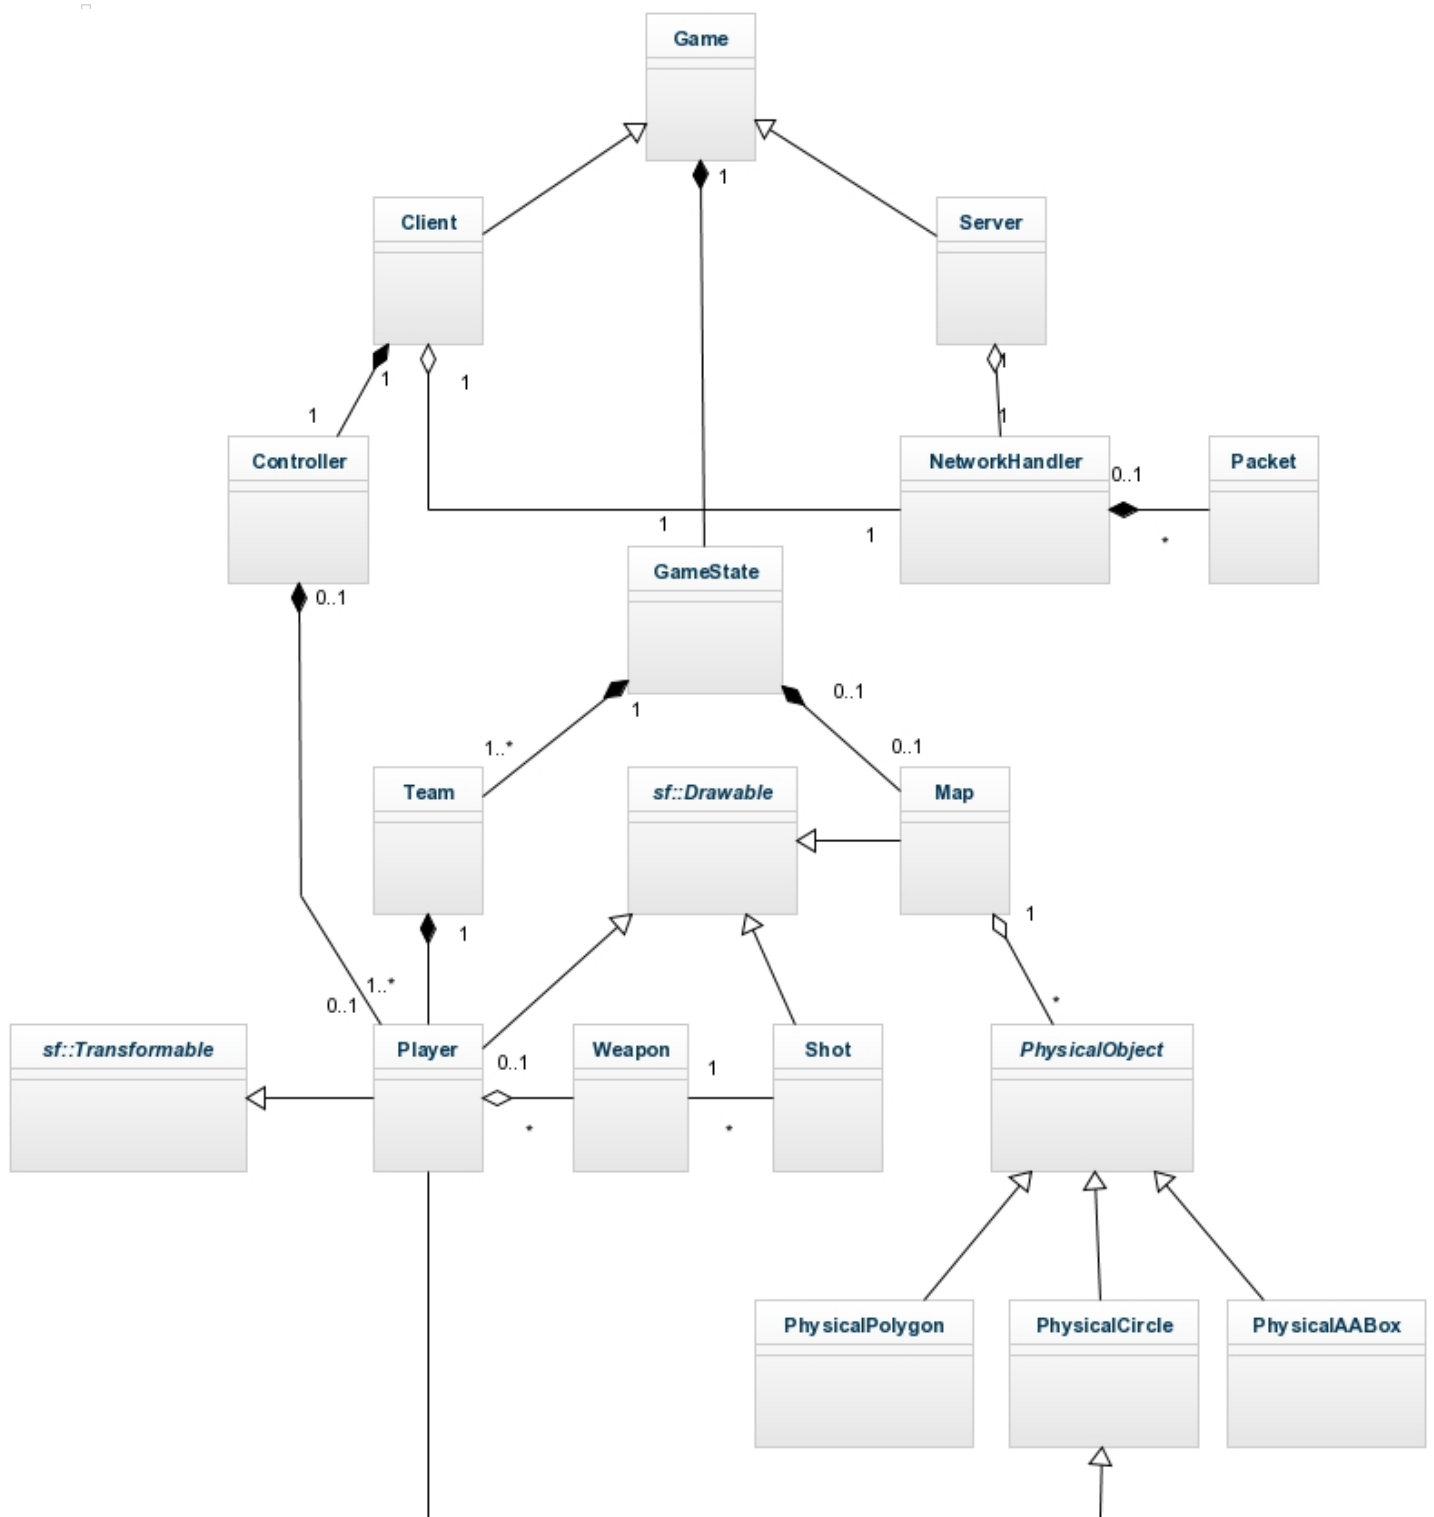 Game
1
Client
Server
1
1
1
1
1
Controller
NetworkHandler
0..1
Packet
1
1
*
GameState
0..1
1
0..1
1..*
0..1
Team
sf::Drawable
Map
1
1
1..*
0..1
*
sf::Transformable
Player
0..1
Weapon
1
Shot
PhysicalObject
*
*
PhysicalPolygon
PhysicalCircle
PhysicalAABox